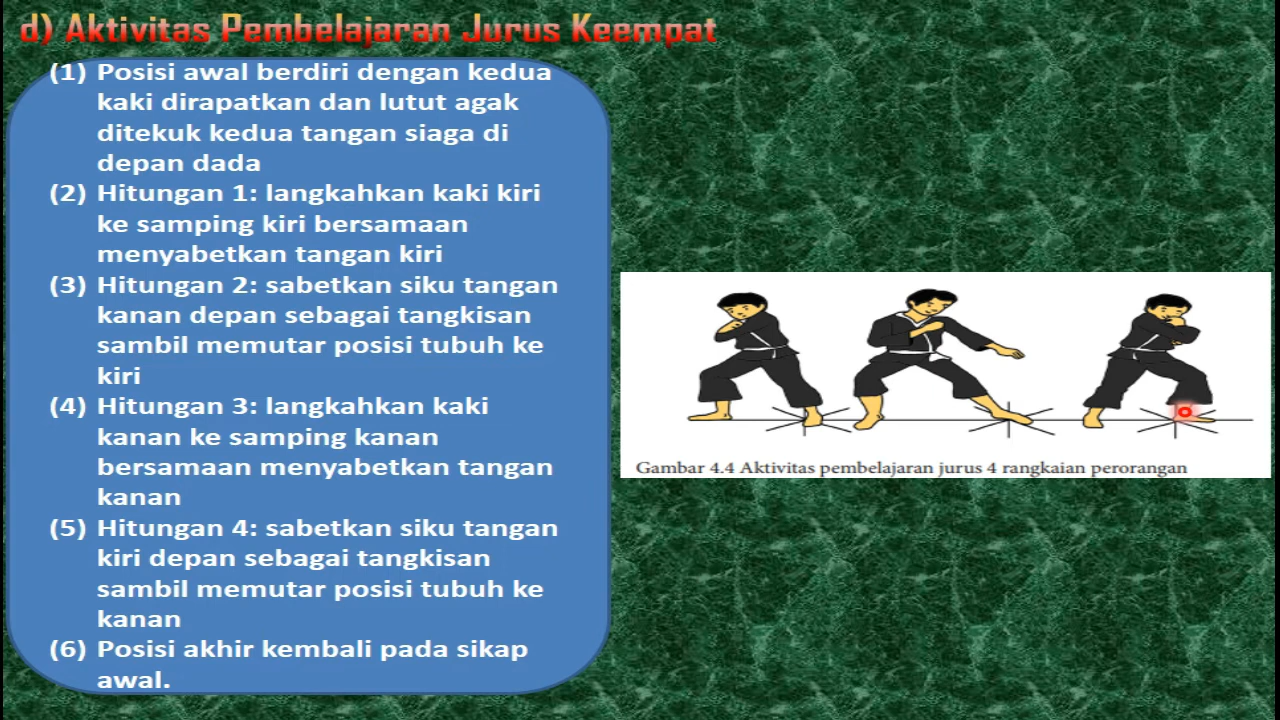 d) Aktivitas Pembelajaran Jurus Keempat
(1) Posisi awal berdiri dengan kedua
kaki dirapatkan dan lutut agak
ditekuk kedua tangan siaga di
depan dada
(2) Hitungan 1: langkahkan kaki kiri
ke samping kiri bersamaan
menyabetkan tangan kiri
(3) Hitungan 2: sabetkan siku tangan
kanan depan sebagai tangkisan
sambil memutar posisi tubuh ke
kiri
(4) Hitungan 3: langkahkan kaki
kanan ke samping kanan
bersamaan menyabetkan tangan
kanan
(5) Hitungan 4: sabetkan siku tangan
kiri depan sebagai tangkisan
sambil memutar posisi tubuh ke
kanan
(6) Posisi akhir kembali pada sikap
awal.
Gambar 4.4 Aktivitas pembelajaran jurus 4 rangkaian perorangan